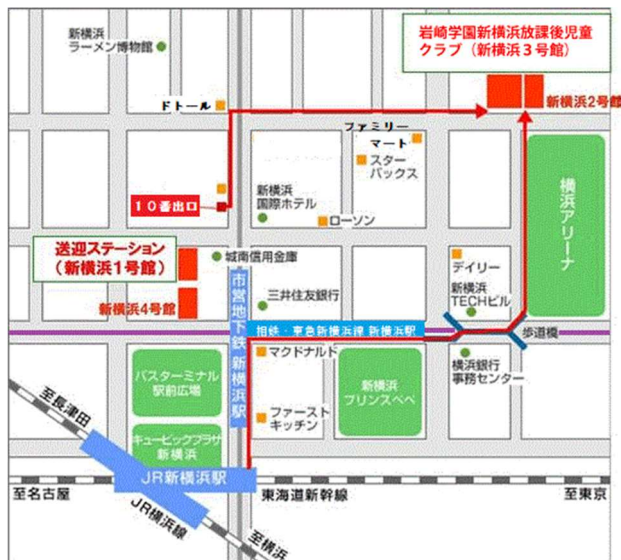 岩崎学園新横浜放課後児童
クラブ（新横浜３号館）
新横浜
ラーメン博物館
新横浜2号館
ドトール
ファミリー
マート
スター
バックス
横浜アリーナ
１０番出口
新横浜
国際ホテル
ローソン
送迎ステーション
（新横浜1号館）
城南信用金庫
デイリー
新横浜
TECHビル
新横浜4号館
三井住友銀行
市営地下鉄 新横浜駅
相鉄・東急新横浜線 新横浜駅
歩道橋
マクドナルド
横浜銀行
事務センター
バスターミナル
駅前広場
新横浜
プリンスペペ
ファースト
キッチン
至長津田
キュービックプラザ
新横浜
JR新横浜駅
至名古屋
東海道新幹線
至東京
JR横浜線
至横浜